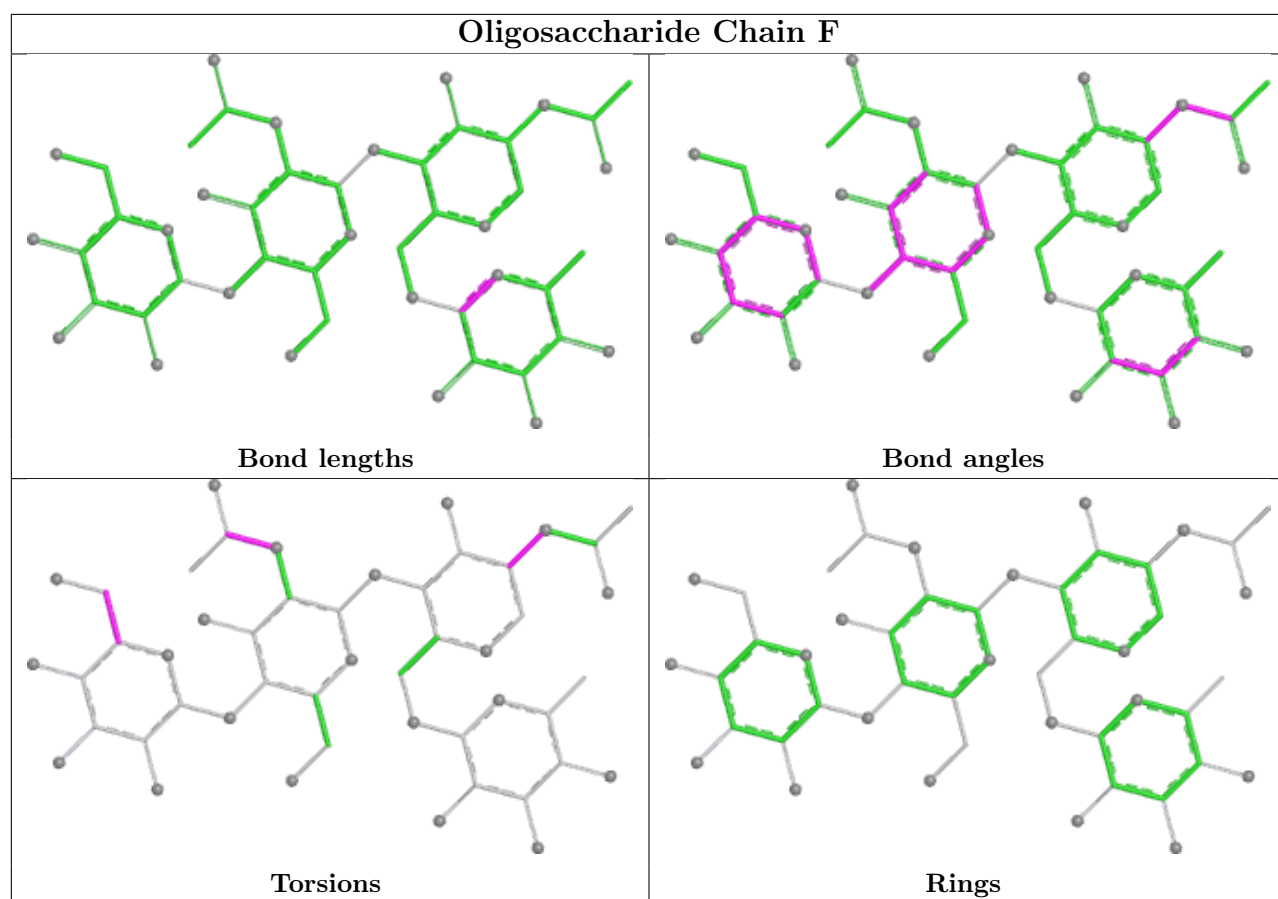 Oligosaccharide Chain F
Bond lengths
Bond angles
Torsions
Rings